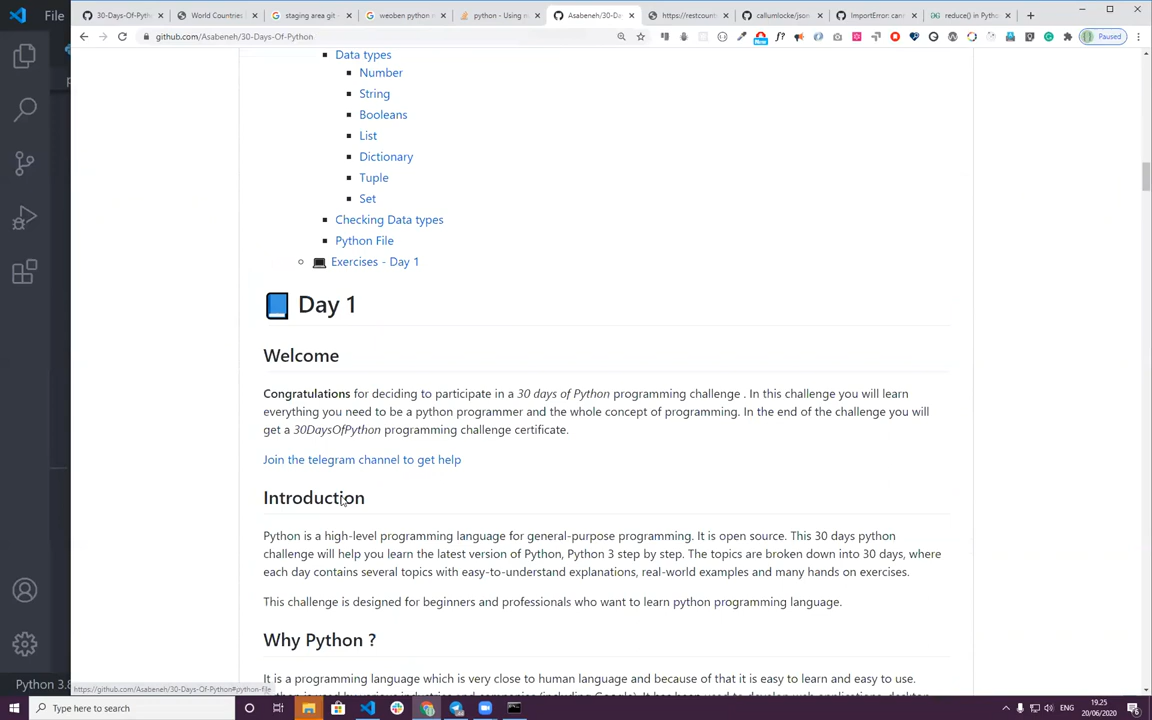 File
30-Days-Of-Pyth
World Countries
staging area git
weoben python
python - Using n
Asabeneh/30-Da
https://restcount
callumlocke/json
ImportError: cann
reduce() in Python
github.com/Asabeneh/30-Days-Of-Python
Paused
New
Data types
Number
String
Booleans
List
Dictionary
Tuple
Set
Checking Data types
Python File
Exercises - Day 1
Day 1
Welcome
Congratulations for deciding to participate in a 30 days of Python programming challenge . In this challenge you will learn
everything you need to be a python programmer and the whole concept of programming. In the end of the challenge you will
get a 30DaysOfPython programming challenge certificate.
Join the telegram channel to get help
Introduction
Python is a high-level programming language for general-purpose programming. It is open source. This 30 days python
challenge will help you learn the latest version of Python, Python 3 step by step. The topics are broken down into 30 days, where
each day contains several topics with easy-to-understand explanations, real-world examples and many hands on exercises.
This challenge is designed for beginners and professionals who want to learn python programming language.
Why Python ?
It is a programming language which is very close to human language and because of that it is easy to learn and easy to use.
Python 3.8
https://github.com/Asabeneh/30-Days-Of-Python#python-file
Type here to search
19.25
20/06/2020